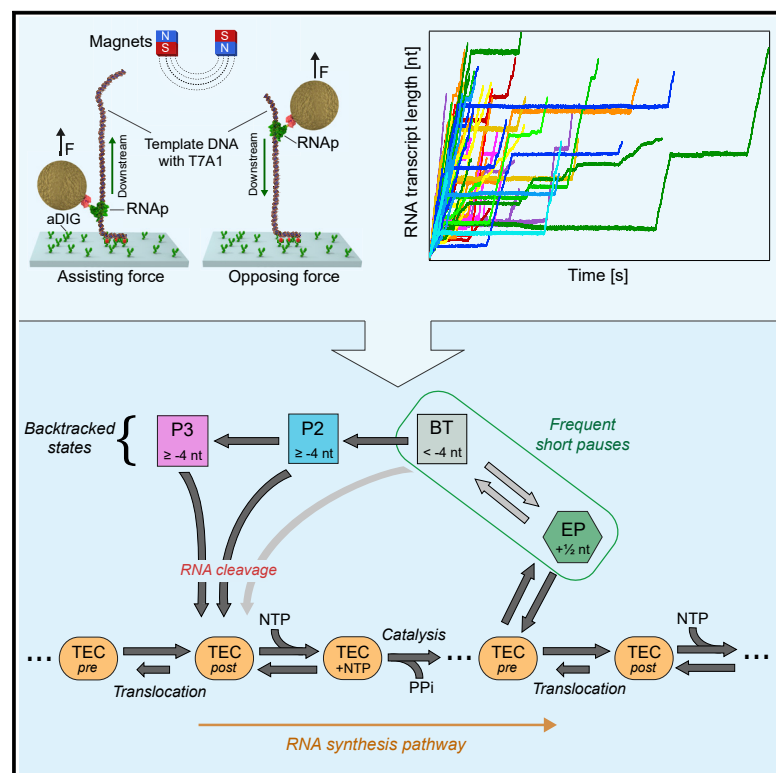 Magnets
N
S
S
N
F
F
Template DNA
with T7A1
Downstream
Downstream
RNAp
RNAp
aDIG
Assisting force
Opposing force
RNA transcript length [nt]
Time [s]
Backtracked
states
{
P3
≥ -4 nt
P2
≥ -4 nt
BT
< -4 nt
Frequent
short pauses
EP
+½ nt
RNA cleavage
...
TEC
pre
Translocation
TEC
post
NTP
TEC
+NTP
Catalysis
PPi
...
TEC
pre
Translocation
TEC
post
NTP
...
RNA synthesis pathway